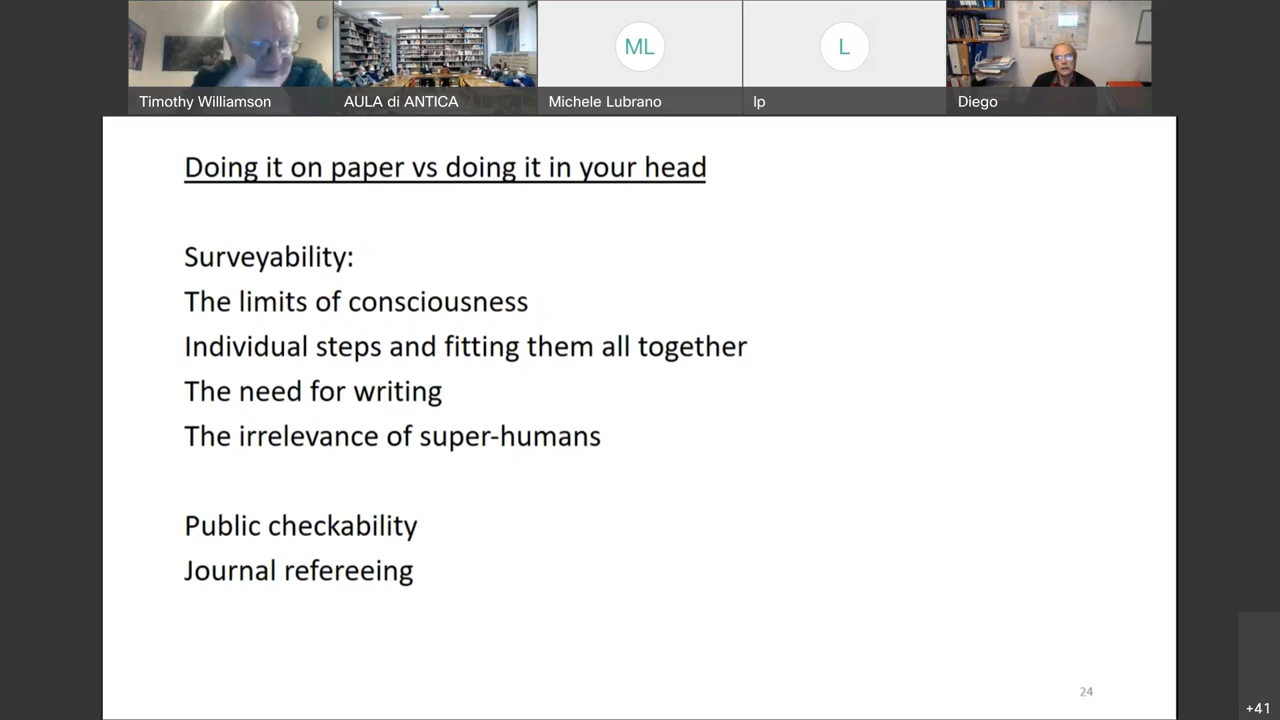 ML
L
Timothy Williamson
AULA di ANTICA
Michele Lubrano
lp
Diego
Doing it on paper vs doing it in your head
Surveyability:
The limits of consciousness
Individual steps and fitting them all together
The need for writing
The irrelevance of super-humans
Public checkability
Journal refereeing
24
+41